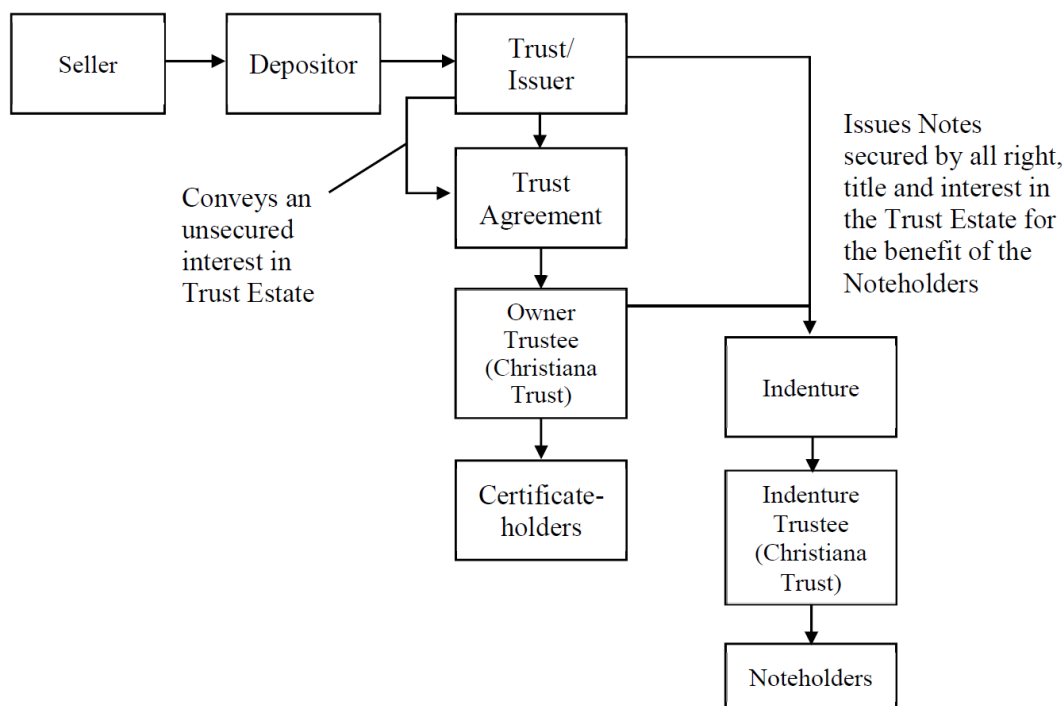 Seller
Depositor
Trust/
Issuer
Issues Notes
secured by all right,
title and interest in
the Trust Estate for
the benefit of the
Noteholders
Conveys an
unsecured
interest in
Trust Estate
Trust
Agreement
Owner
Trustee
(Christiana
Trust)
Indenture
Certificate-
holders
Indenture
Trustee
(Christiana
Trust)
Noteholders